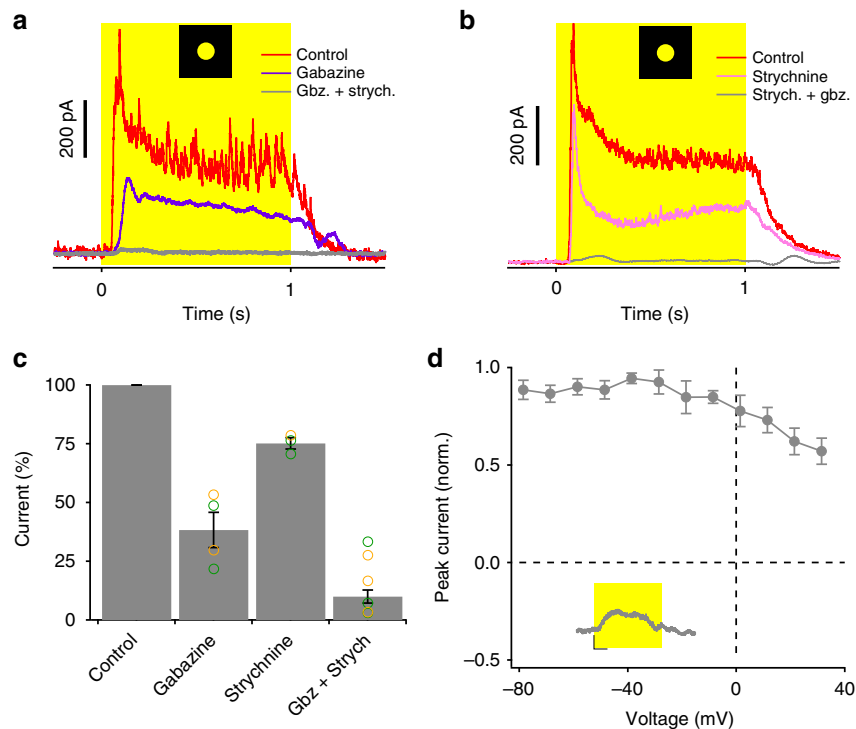 a
Control
Gabazine
Gbz. + strych.
200 pA
0
1
Time (s)
b
Control
Strychnine
Strych. + gbz.
200 pA
0
1
Time (s)
c
100
75
50
25
0
Current (%)
Control
Gabazine
Strychnine
Gbz + Strych
d
1.0
0.5
0.0
–0.5
Peak current (norm.)
–80
–40
0
40
Voltage (mV)